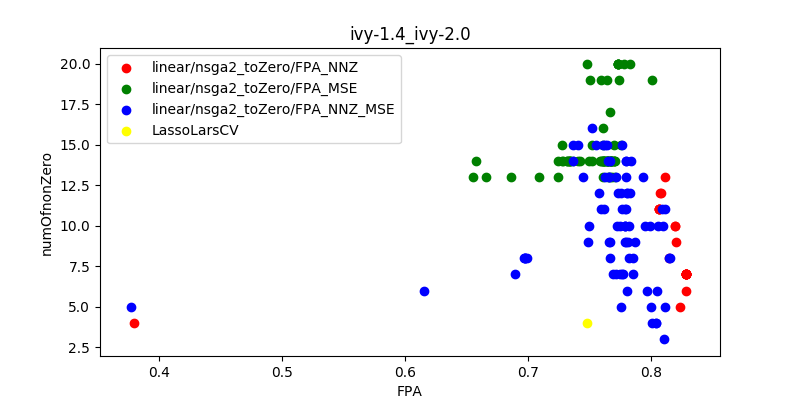 ivy-1.4_ivy-2.0
linear/nsga2_toZero/FPA_NNZ
linear/nsga2_toZero/FPA_MSE
linear/nsga2_toZero/FPA_NNZ_MSE
LassoLarsCV
numOfnonZero
20.0
17.5
15.0
12.5
10.0
7.5
5.0
2.5
0.4 0.5 0.6 0.7 0.8
FPA